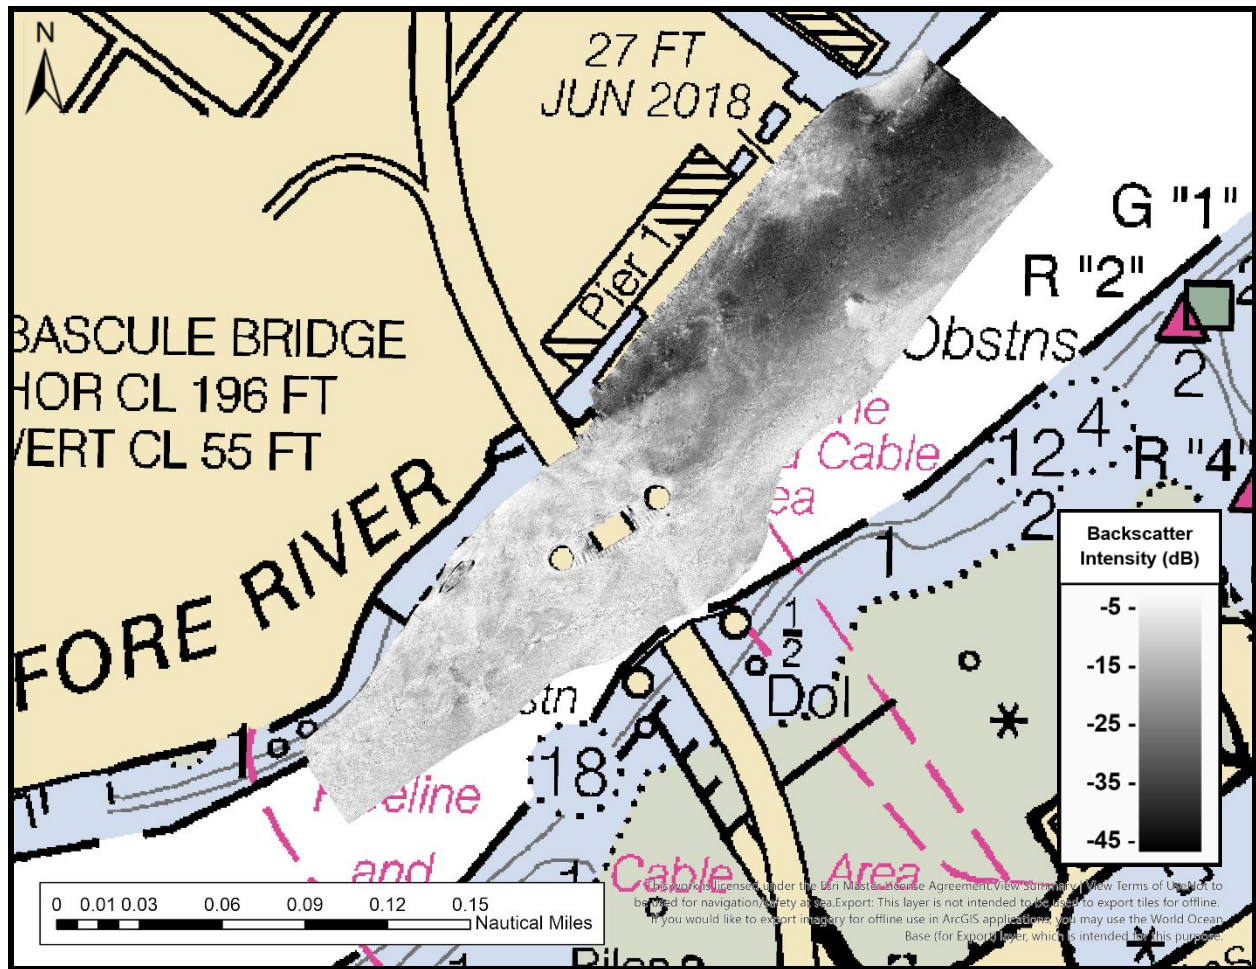 N
27 FT
JUN 2018
G "1"
R "2"
Pier 1
BASCULE BRIDGE
HOR CL 196 FT
VERT CL 55 FT
Obstns
2
2
4
12
R "4"
2
Cable
ea
FORE RIVER
1
1
2
Dol
stn
18
1
and
Cable Area
1
Backscatter
Intensity (dB)
-5 -
-15 -
-25 -
-35 -
-45 -
This work is licensed under the Esri Master License Agreement.View Summary | View Terms of UseNot to
be used for navigation/safety at sea.Export: This layer is not intended to be used to export tiles for offline.
If you would like to export imagery for offline use in ArcGIS applications, you may use the World Ocean
Base (for Export) layer, which is intended for this purpose.
0 0.01 0.03 0.06 0.09 0.12 0.15
Nautical Miles